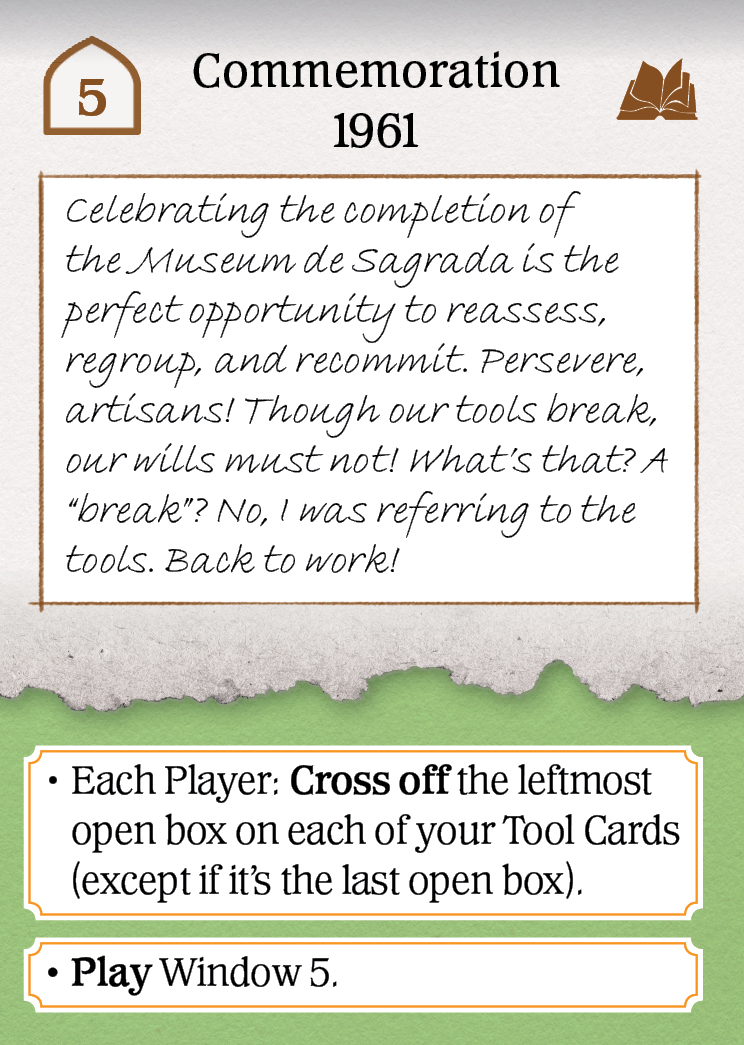 5
Commemoration
1961
Celebrating the completion of
the Museum de Sagrada is the
perfect opportunity to reassess,
regroup, and recommit. Persevere,
artisans! Though our tools break,
our wills must not! What's that? A
"break"? No, I was referring to the
tools. Back to work!
• Each Player: Cross off the leftmost
open box on each of your Tool Cards
(except if it's the last open box).
• Play Window 5.